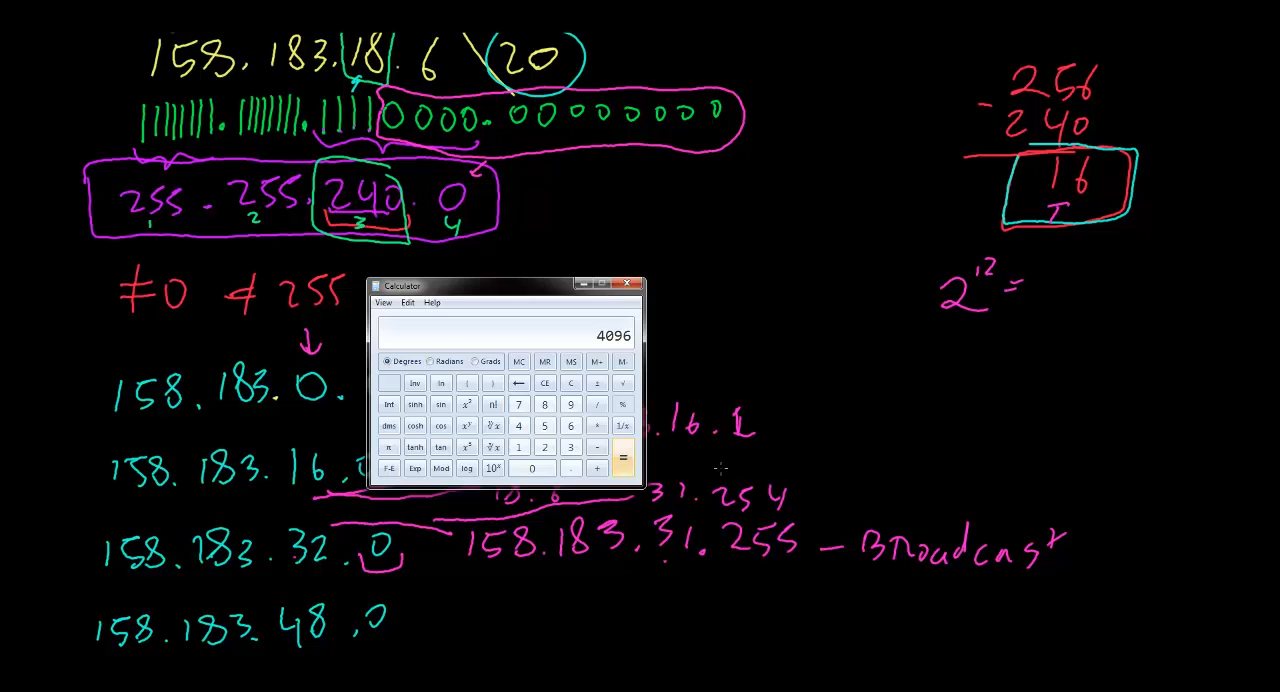 158.183.18.6 \20
11111111.11111111.11110000.00000000
255.255.240.0
1 2 3 4
≠0 ≮ 255
158.183.0.
158.183.16.0
158.183.32.0
158.183.48.0
256
- 240
16
I
2^12 =
Calculator
View Edit Help
4096
Degrees Radians Grads MC MR MS M+ M-
Inv ln ( ) ← CE C ± √
Int sinh sin x² n! 7 8 9 / %
dms cosh cos x^y ʸ√x 4 5 6 * 1/x
π tanh tan x³ ³√x 1 2 3 - =
F-E Exp Mod log 10ˣ 0 . +
.16.1
31.254
158.183.31.255 - Broadcast